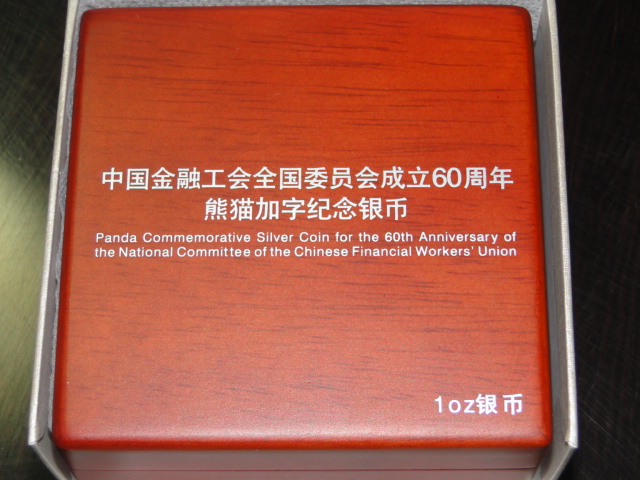 中国金融工会全国委员会成立60周年
熊猫加字纪念银币
Panda Commemorative Silver Coin for the 60th Anniversary of
the National Committee of the Chinese Financial Workers' Union
1oz银币